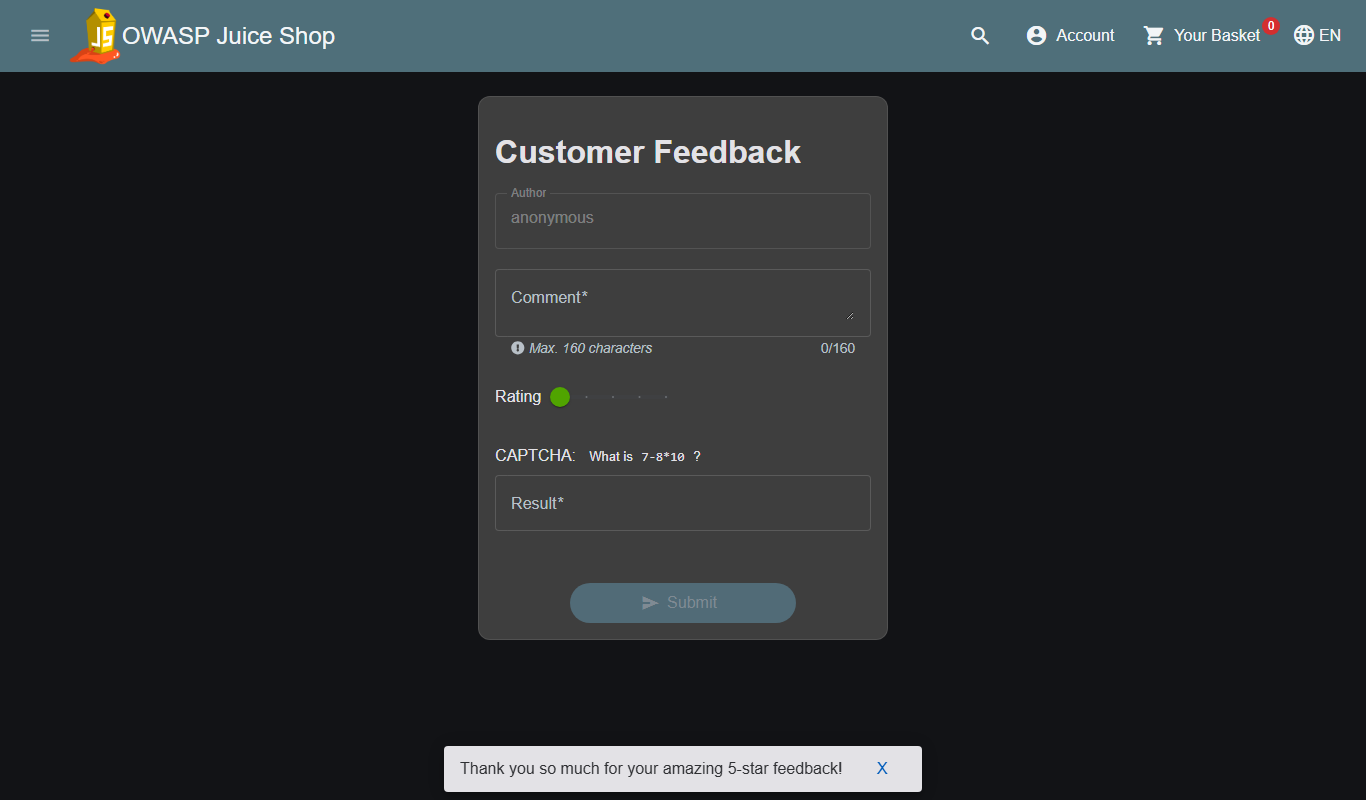 OWASP Juice Shop
Account
Your Basket
0
EN
Customer Feedback
Author
anonymous
Comment*
Max. 160 characters
0/160
Rating
CAPTCHA: What is 7-8*10 ?
Result*
Submit
Thank you so much for your amazing 5-star feedback! X